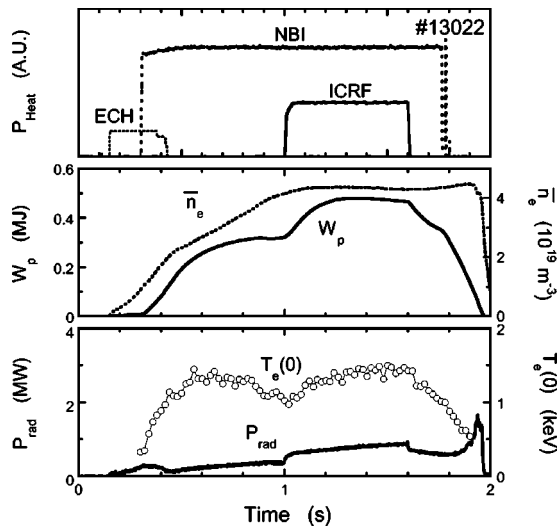 #13022
P_Heat (A.U.)
NBI
ICRF
ECH
0.6
0.4
0.2
0
W_p (MJ)
n̅_e
W_p
4
2
0
n̅_e (10^19 m^-3)
4
2
0
P_rad (MW)
T_e(0)
P_rad
2
1
0
T_e(0) (keV)
0
1
2
Time (s)